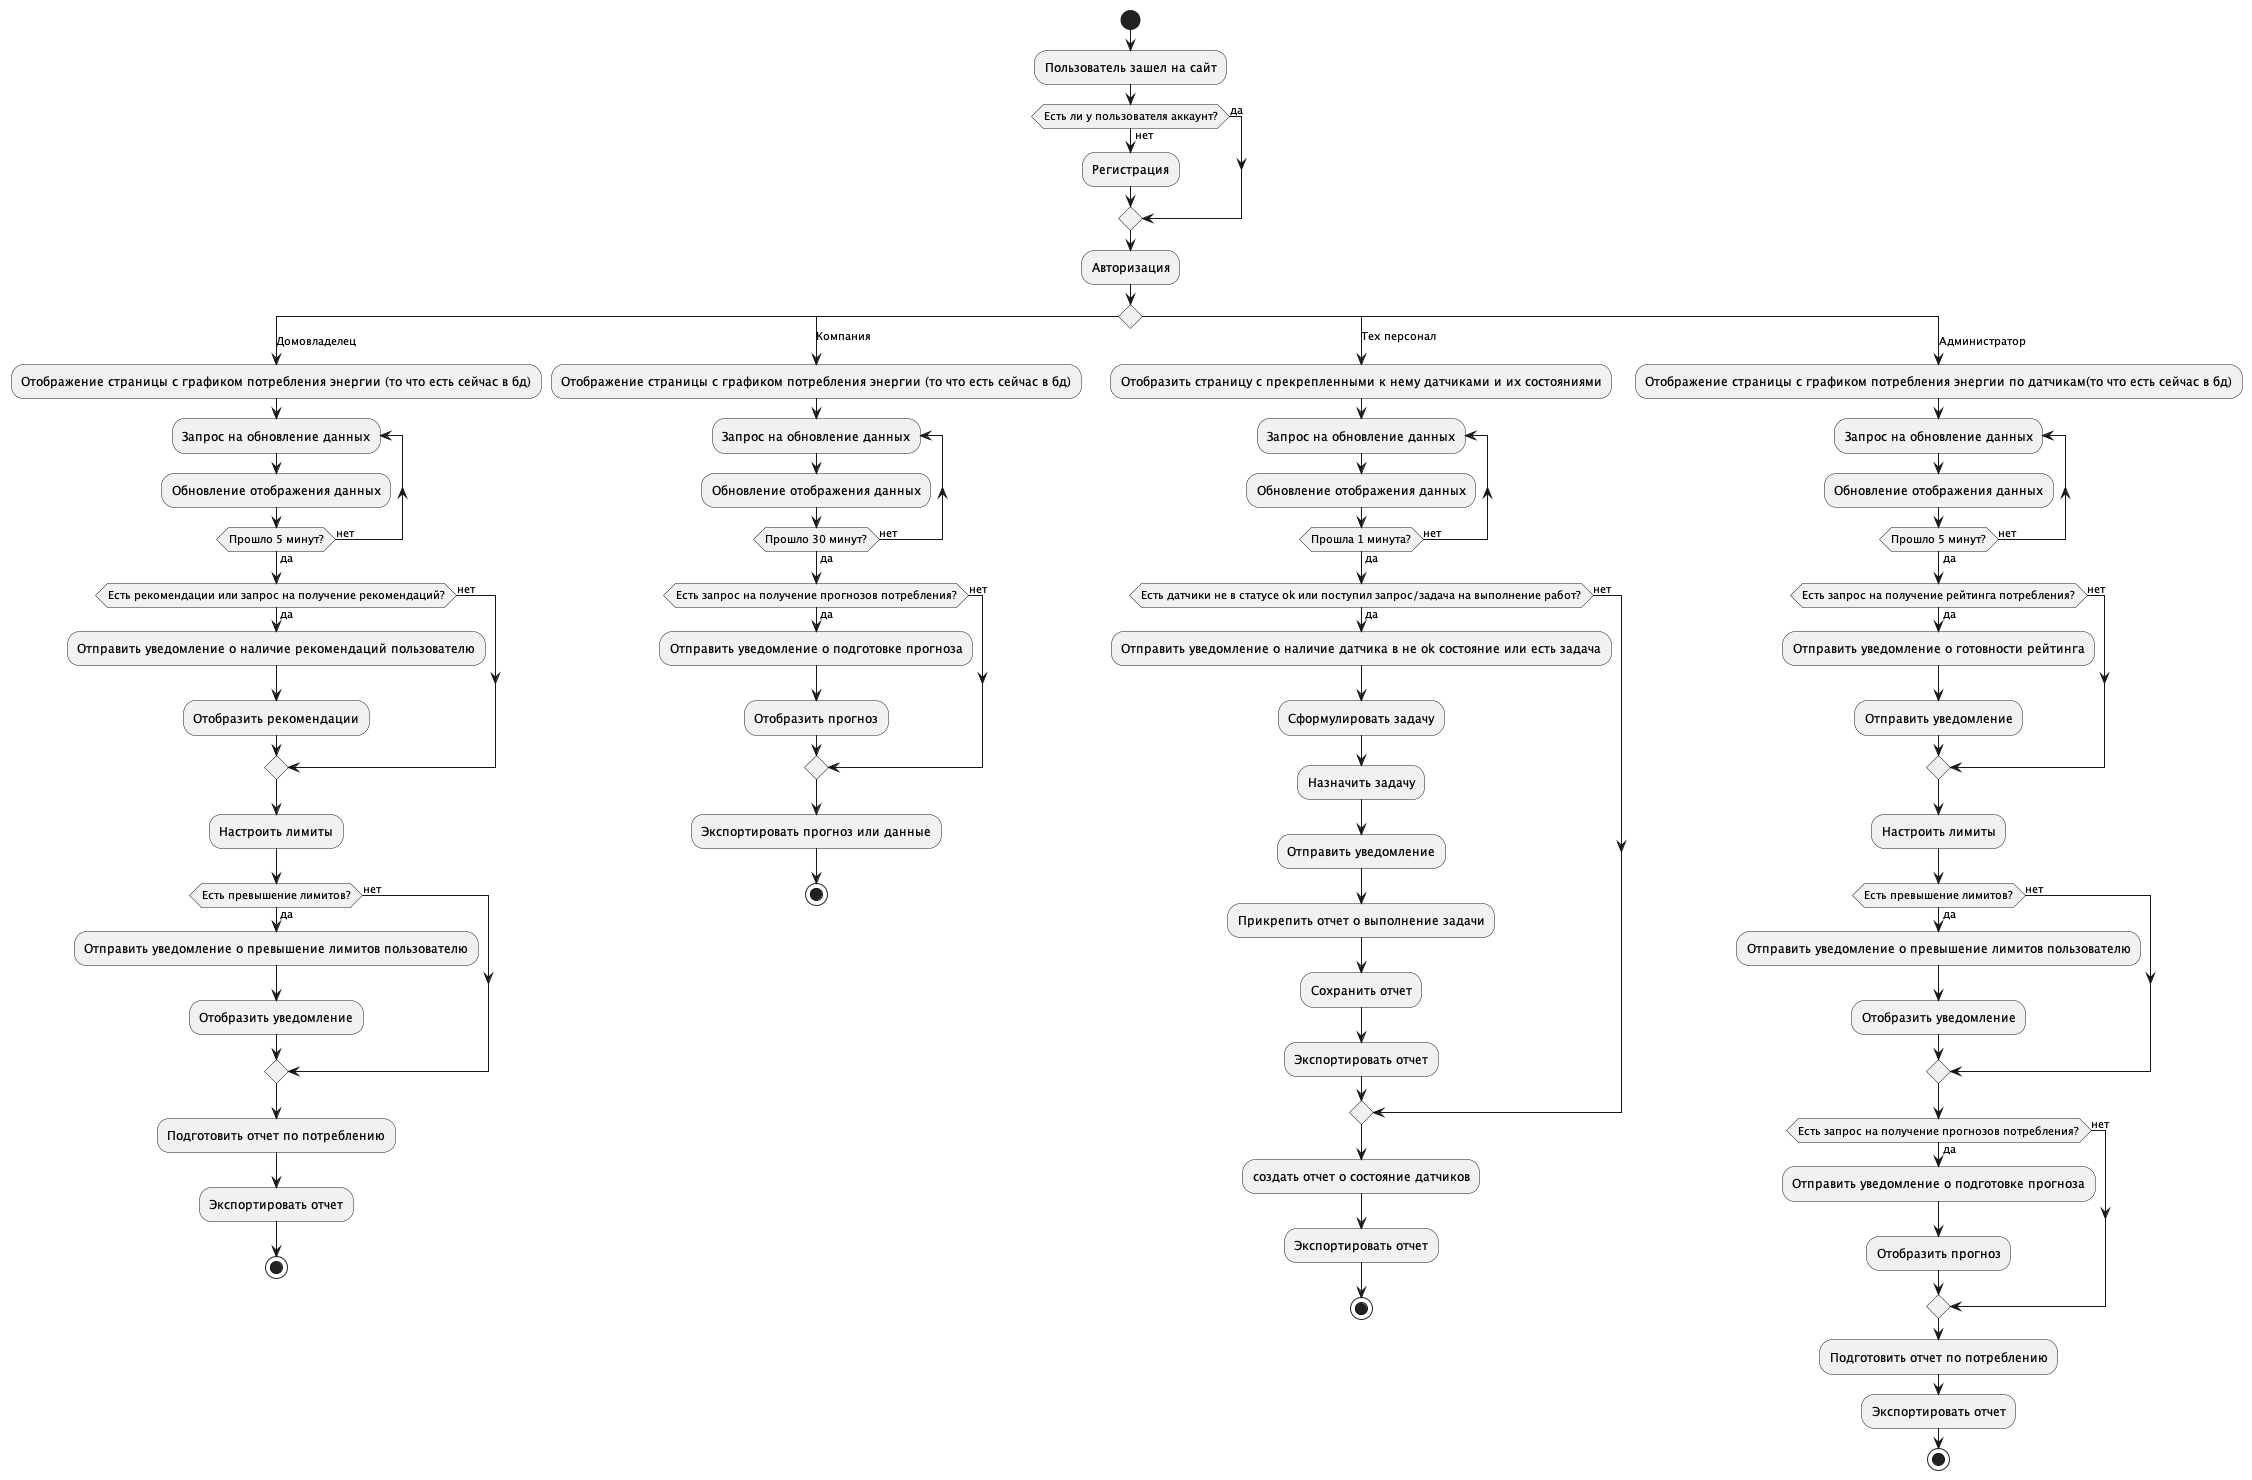 Пользователь зашел на сайт
Есть ли у пользователя аккаунт?
да
нет
Регистрация
Авторизация
Домовладелец
Отображение страницы с графиком потребления энергии (то что есть сейчас в бд)
Запрос на обновление данных
Обновление отображения данных
Прошло 5 минут?
нет
да
Есть рекомендации или запрос на получение рекомендаций?
нет
да
Отправить уведомление о наличие рекомендаций пользователю
Отобразить рекомендации
Настроить лимиты
Есть превышение лимитов?
нет
да
Отправить уведомление о превышение лимитов пользователю
Отобразить уведомление
Подготовить отчет по потреблению
Экспортировать отчет
Компания
Отображение страницы с графиком потребления энергии (то что есть сейчас в бд)
Запрос на обновление данных
Обновление отображения данных
Прошло 30 минут?
нет
да
Есть запрос на получение прогнозов потребления?
нет
да
Отправить уведомление о подготовке прогноза
Отобразить прогноз
Экспортировать прогноз или данные
Тех персонал
Отобразить страницу с прекрепленными к нему датчиками и их состояниями
Запрос на обновление данных
Обновление отображения данных
Прошла 1 минута?
нет
да
Есть датчики не в статусе ok или поступил запрос/задача на выполнение работ?
нет
да
Отправить уведомление о наличие датчика в не ok состояние или есть задача
Сформулировать задачу
Назначить задачу
Отправить уведомление
Прикрепить отчет о выполнение задачи
Сохранить отчет
Экспортировать отчет
создать отчет о состояние датчиков
Экспортировать отчет
Администратор
Отображение страницы с графиком потребления энергии по датчикам(то что есть сейчас в бд)
Запрос на обновление данных
Обновление отображения данных
Прошло 5 минут?
нет
да
Есть запрос на получение рейтинга потребления?
нет
да
Отправить уведомление о готовности рейтинга
Отправить уведомление
Настроить лимиты
Есть превышение лимитов?
нет
да
Отправить уведомление о превышение лимитов пользователю
Отобразить уведомление
Есть запрос на получение прогнозов потребления?
нет
да
Отправить уведомление о подготовке прогноза
Отобразить прогноз
Подготовить отчет по потреблению
Экспортировать отчет